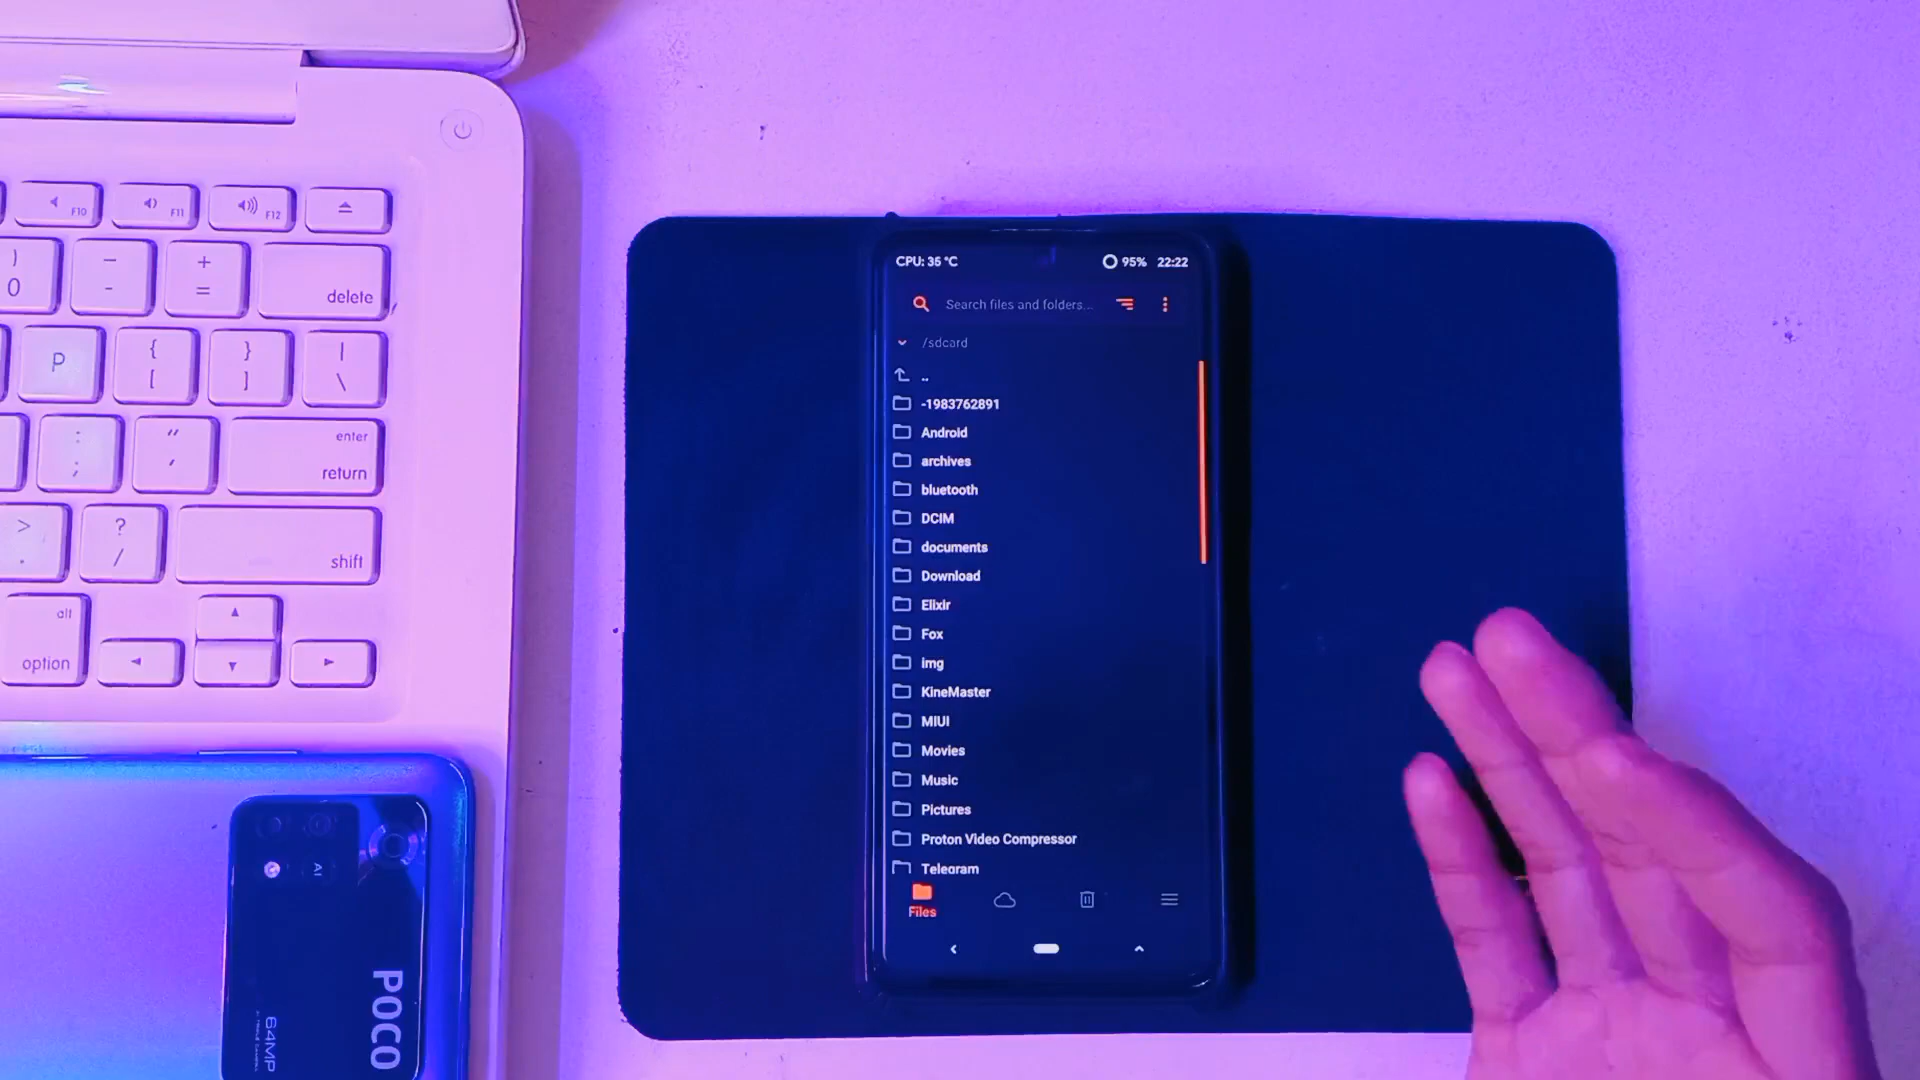 F10
F11
F12
)
0
-
-
+
=
delete
P
{
[
}
]
|
\
:
;
"
'
enter
return
>
.
?
/
shift
alt
option
AI
POCO
64MP
CPU: 35 °C
95% 22:22
Search files and folders...
/sdcard
..
-1983762891
Android
archives
bluetooth
DCIM
documents
Download
Elixir
Fox
img
KineMaster
MIUI
Movies
Music
Pictures
Proton Video Compressor
Telegram
Files